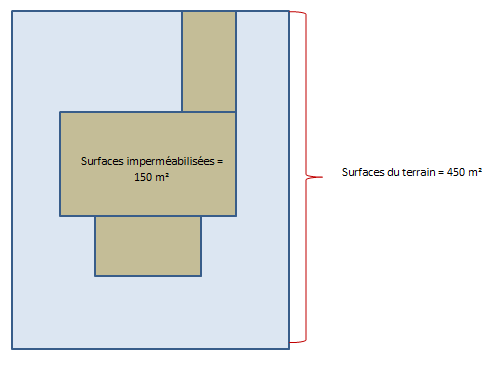 Surfaces imperméabilisées =
150 m²
Surfaces du terrain = 450 m²